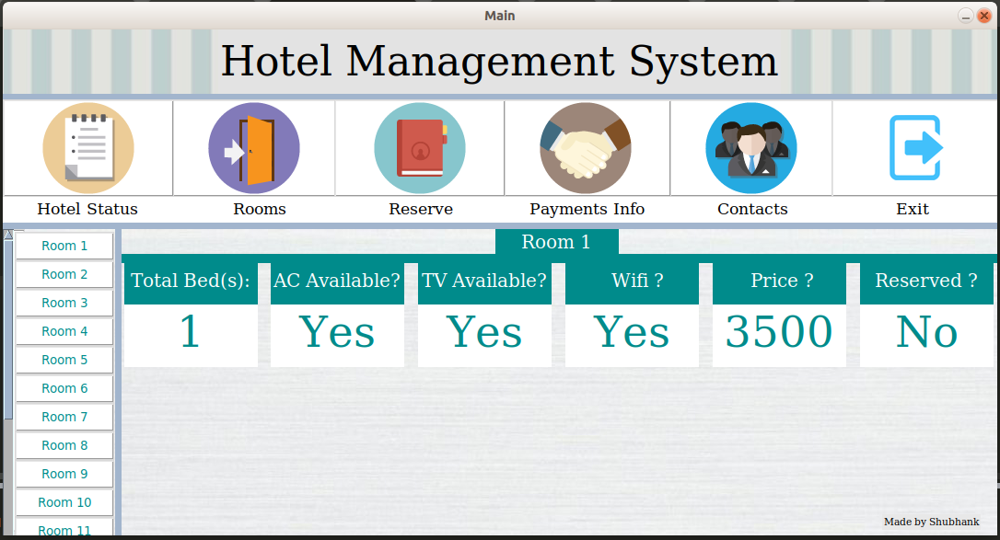 Main
Hotel Management System
Hotel Status
Rooms
Reserve
Payments Info
Contacts
Exit
Room 1
Room 2
Room 3
Room 4
Room 5
Room 6
Room 7
Room 8
Room 9
Room 10
Room 11
Room 1
Total Bed(s): AC Available? TV Available? Wifi ? Price ? Reserved ?
1 Yes Yes Yes 3500 No
Made by Shubhank